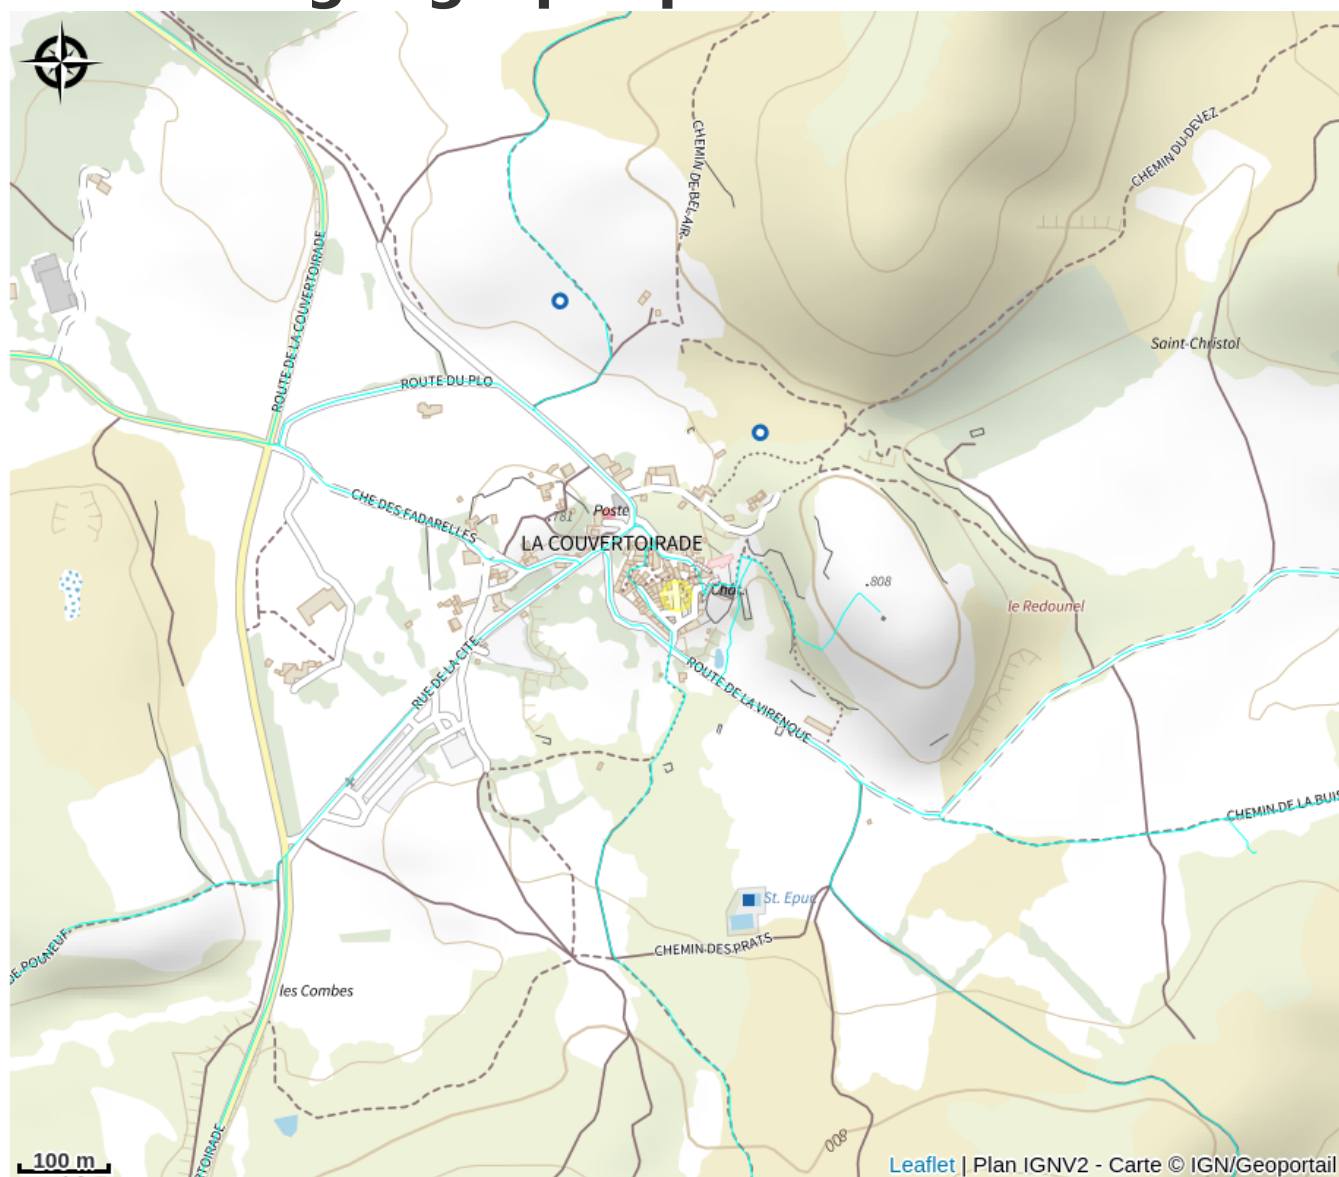 CHEMIN DE BEL-AIR
CHEMIN DU DEVEZ
ROUTE DE LA COUVERTOIRADE
Saint-Christol
ROUTE DU PLO
CHE DES FADARELLES
781
Poste
LA COUVERTOIRADE
Chât.
808
le Redounel
RUE DE LA CITE
ROUTE DE LA VIRENQUE
CHEMIN DE LA BUIS
St. Epur
CHEMIN DES PRATS
les Combes
TOIRADE
800
100 m
Leaflet | Plan IGNV2 - Carte © IGN/Geoportail